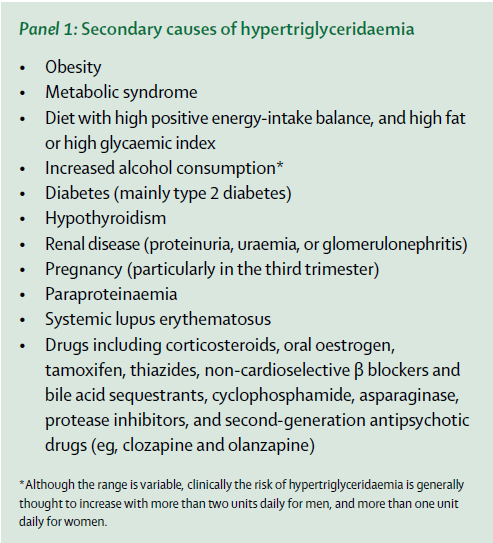 Panel 1: Secondary causes of hypertriglyceridaemia
• Obesity
• Metabolic syndrome
• Diet with high positive energy-intake balance, and high fat
or high glycaemic index
• Increased alcohol consumption*
• Diabetes (mainly type 2 diabetes)
• Hypothyroidism
• Renal disease (proteinuria, uraemia, or glomerulonephritis)
• Pregnancy (particularly in the third trimester)
• Paraproteinaemia
• Systemic lupus erythematosus
• Drugs including corticosteroids, oral oestrogen,
tamoxifen, thiazides, non-cardioselective β blockers and
bile acid sequestrants, cyclophosphamide, asparaginase,
protease inhibitors, and second-generation antipsychotic
drugs (eg, clozapine and olanzapine)
*Although the range is variable, clinically the risk of hypertriglyceridaemia is generally
thought to increase with more than two units daily for men, and more than one unit
daily for women.